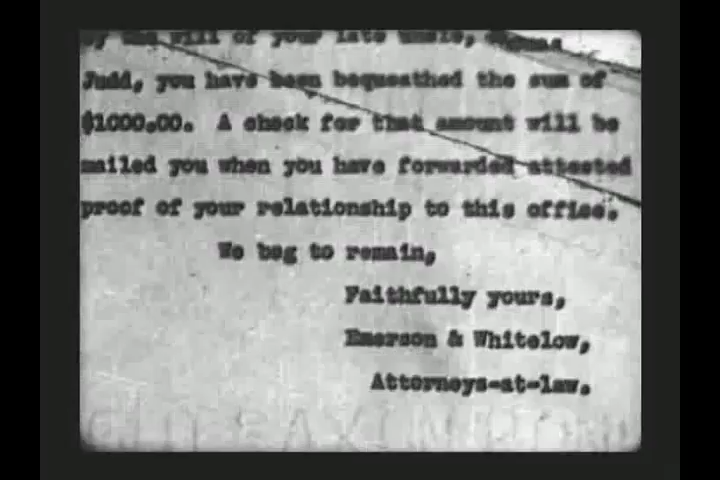 by the will of your late uncle,
Judd, you have been bequeathed the sum of
$1000.00. A check for that amount will be
mailed you when you have forwarded attested
proof of your relationship to this office.
We beg to remain,
Faithfully yours,
Emerson & Whitelow,
Attorneys-at-law.